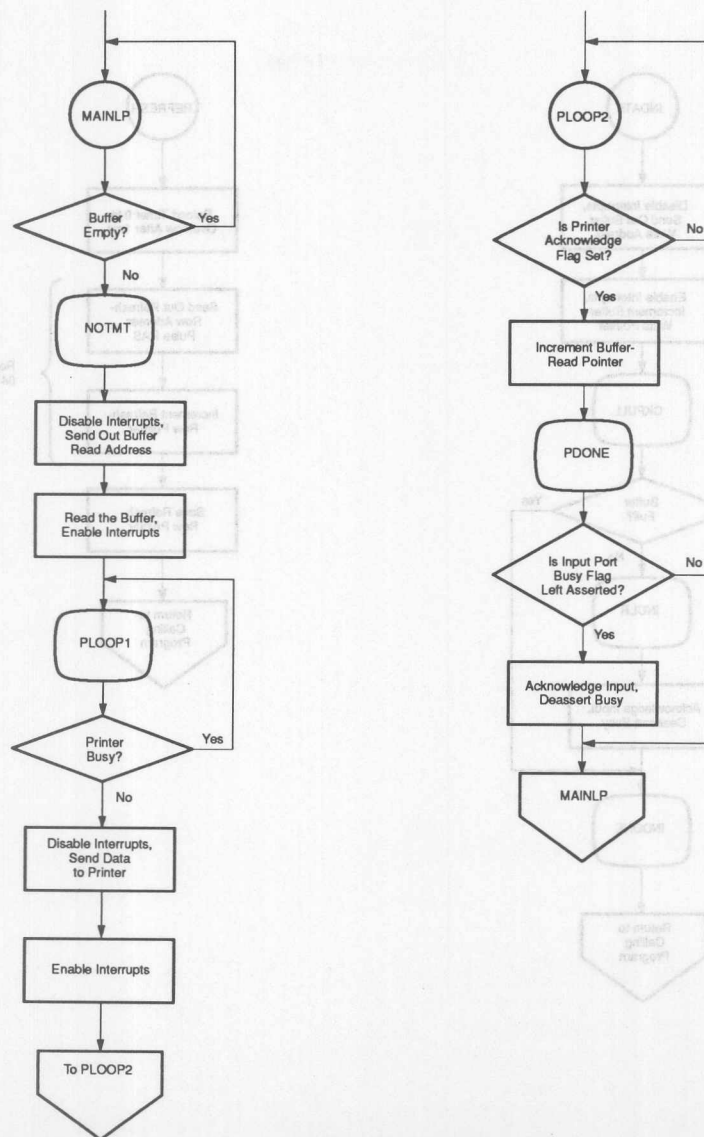 MAINLP
Buffer
Empty?
Yes
No
NOTMT
Disable Interrupts,
Send Out Buffer
Read Address
Read the Buffer,
Enable Interrupts
PLOOP1
Printer
Busy?
Yes
No
Disable Interrupts,
Send Data
to Printer
Enable Interrupts
To PLOOP2
PLOOP2
Is Printer
Acknowledge
Flag Set?
No
Yes
Increment Buffer-
Read Pointer
PDONE
Is Input Port
Busy Flag
Left Asserted?
No
Yes
Acknowledge Input,
Deassert Busy
MAINLP